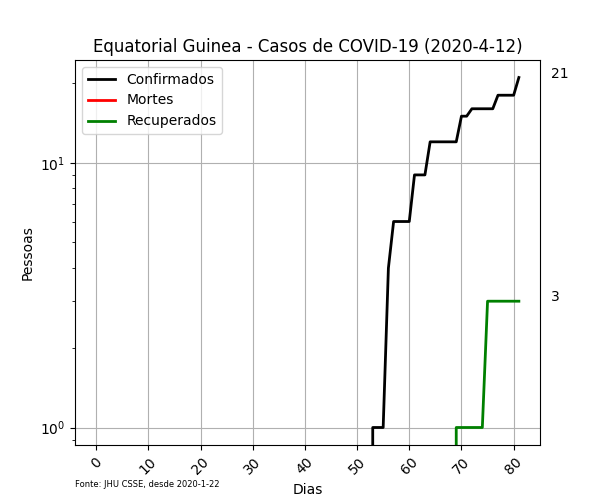 Equatorial Guinea - Casos de COVID-19 (2020-4-12)
Confirmados
Mortes
Recuperados
21
3
10¹
10⁰
Pessoas
0 10 20 30 40 50 60 70 80
Dias
Fonte: JHU CSSE, desde 2020-1-22